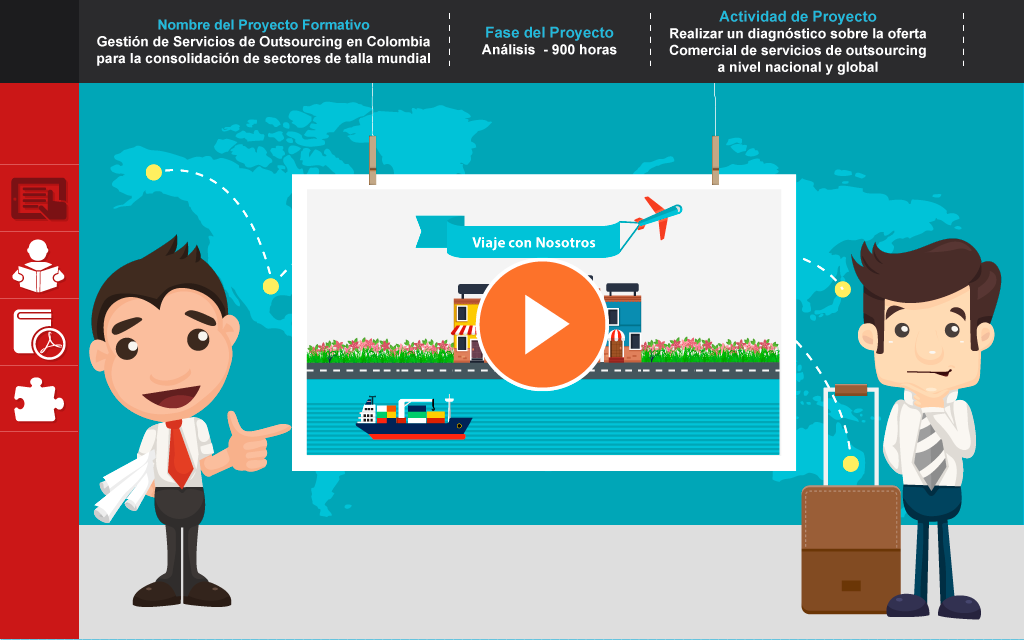 Nombre del Proyecto Formativo
Gestión de Servicios de Outsourcing en Colombia
para la consolidación de sectores de talla mundial
Fase del Proyecto
Análisis - 900 horas
Actividad de Proyecto
Realizar un diagnóstico sobre la oferta
Comercial de servicios de outsourcing
a nivel nacional y global
Viaje con Nosotros